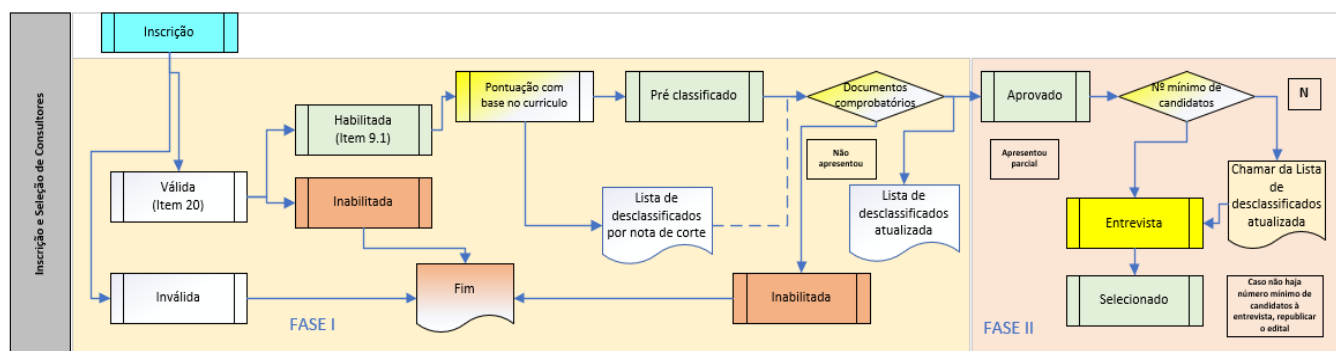 Inscrição e Seleção de Consultores
Inscrição
Válida
(Item 20)
Inválida
Habilitada
(Item 9.1)
Inabilitada
Pontuação com
base no curriculo
Pré classificado
Documentos
comprobatórios
Não
apresentou
Lista de
desclassificados
por nota de corte
Lista de
desclassificados
atualizada
Fim
Inabilitada
FASE I
Aprovado
Nº mínimo de
candidatos
N
Apresentou
parcial
Chamar da Lista
de
desclassificados
atualizada
Entrevista
Selecionado
Caso não haja
número mínimo de
candidatos à
entrevista, republicar
o edital
FASE II